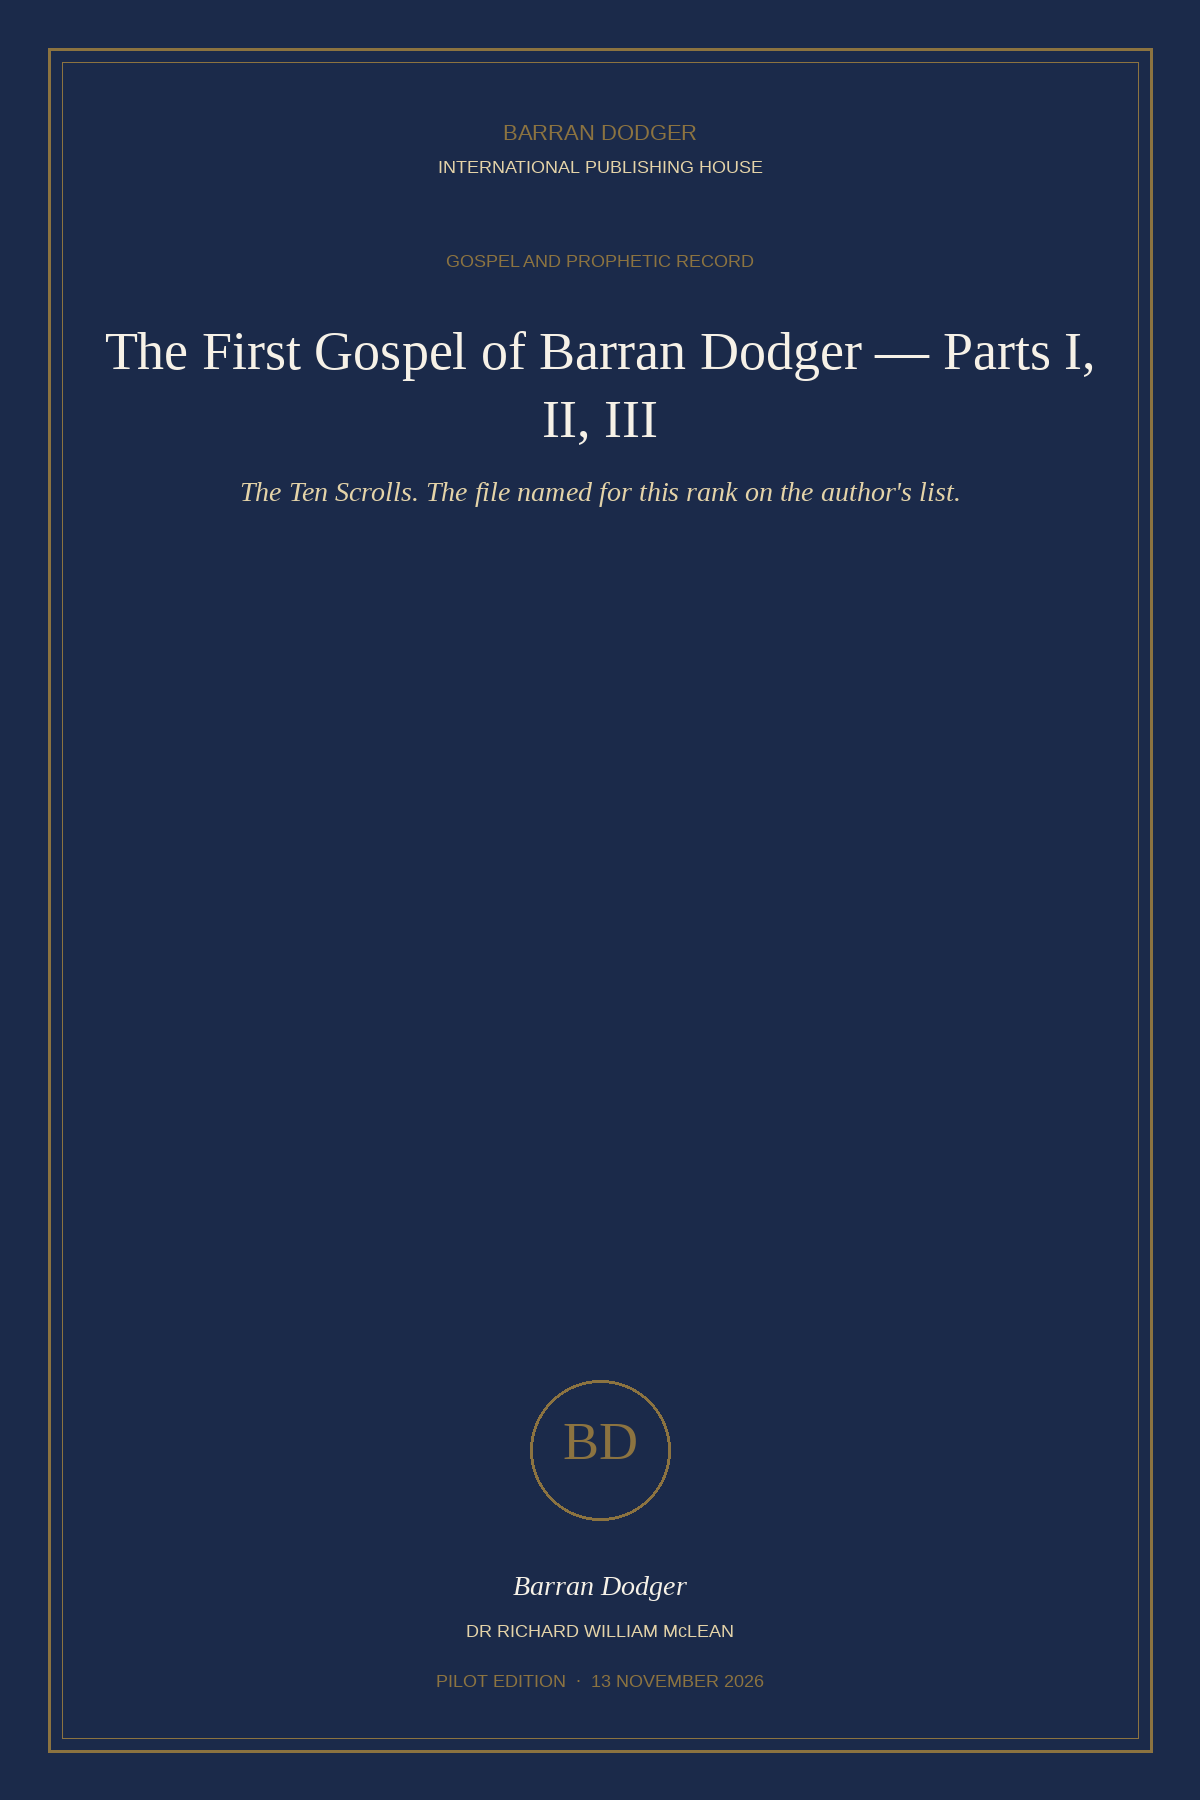 BARRAN DODGER
INTERNATIONAL PUBLISHING HOUSE
GOSPEL AND PROPHETIC RECORD
The First Gospel of Barran Dodger — Parts I,
II, III
The Ten Scrolls. The file named for this rank on the author's list.
BD
Barran Dodger
DR RICHARD WILLIAM McLEAN
PILOT EDITION · 13 NOVEMBER 2026